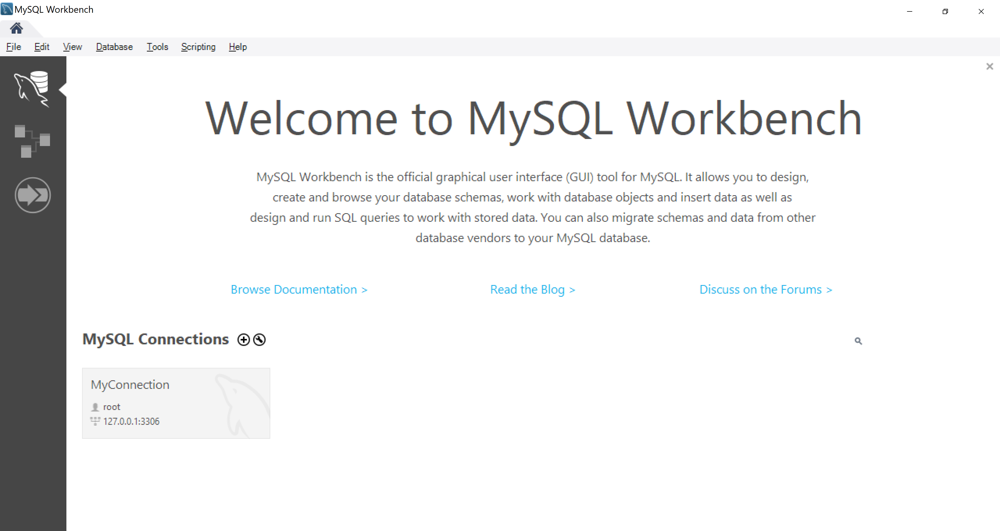 MySQL Workbench
File Edit View Database Tools Scripting Help
Welcome to MySQL Workbench
MySQL Workbench is the official graphical user interface (GUI) tool for MySQL. It allows you to design,
create and browse your database schemas, work with database objects and insert data as well as
design and run SQL queries to work with stored data. You can also migrate schemas and data from other
database vendors to your MySQL database.
Browse Documentation > Read the Blog > Discuss on the Forums >
MySQL Connections
MyConnection
root
127.0.0.1:3306